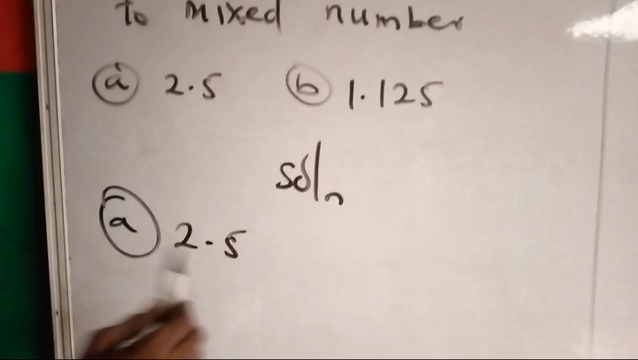 to mixed number
(a) 2.5 (b) 1.125
soln
(a) 2.5